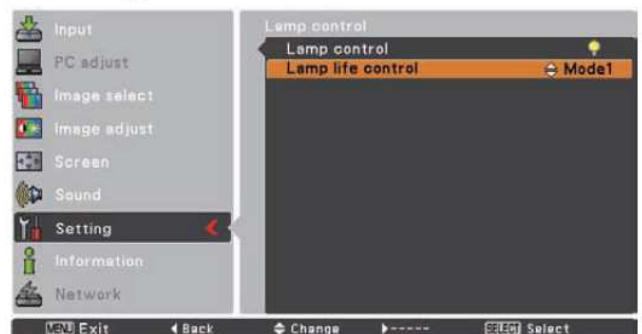 Input
PC adjust
Image select
Image adjust
Screen
Sound
Setting
Information
Network
Lamp control
Lamp control
Lamp life control Mode1
MENU Exit Back Change ----- SELECT Select